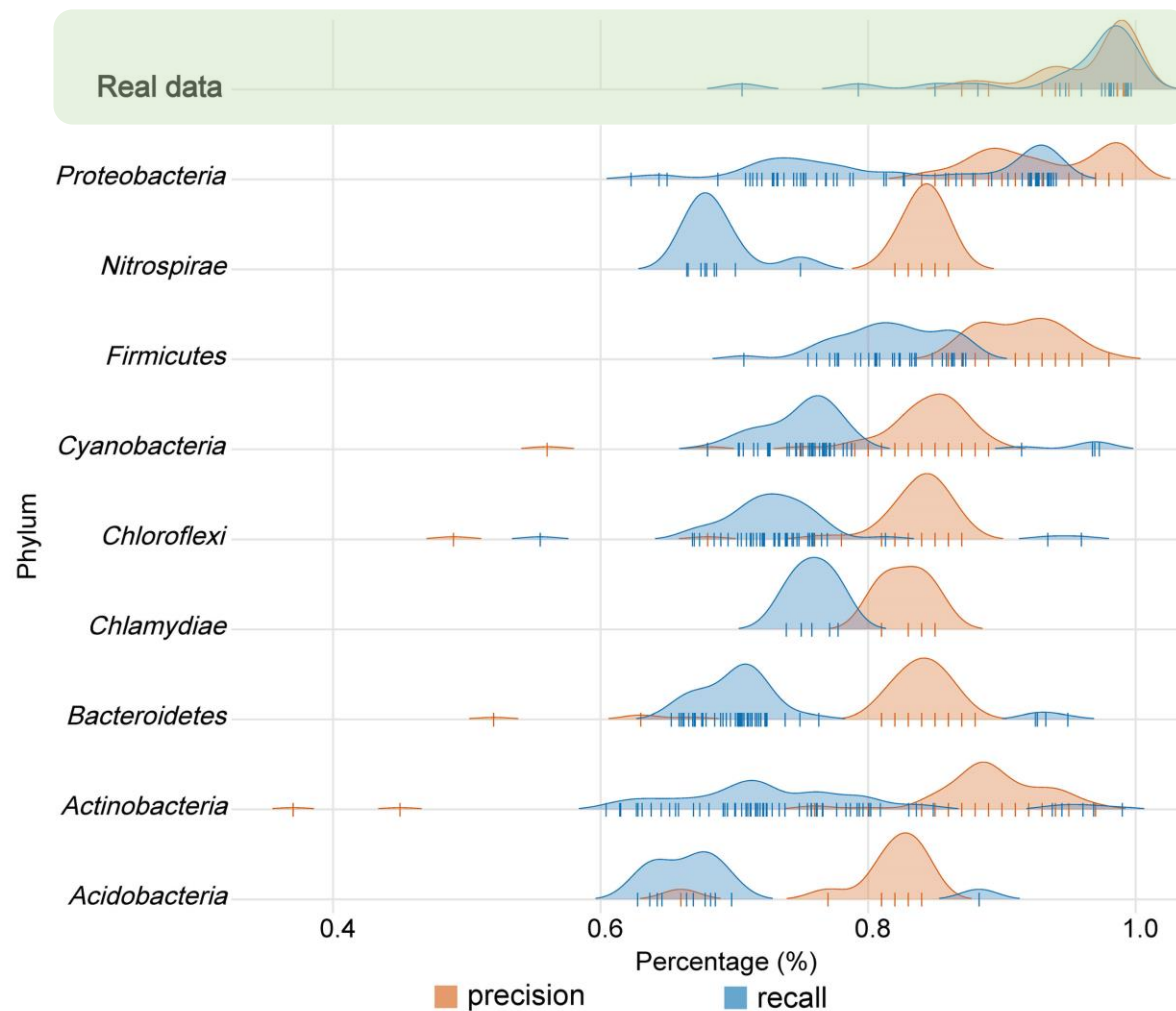 Real data
Proteobacteria
Nitrospirae
Firmicutes
Cyanobacteria
Chloroflexi
Chlamydiae
Bacteroidetes
Actinobacteria
Acidobacteria
Phylum
0.4 0.6 0.8 1.0
Percentage (%)
precision recall